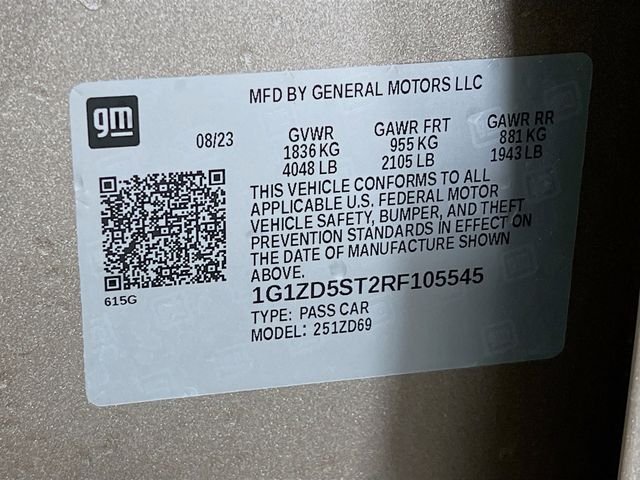 MFD BY GENERAL MOTORS LLC
gm
08/23
GVWR GAWR FRT GAWR RR
1836 KG 955 KG 881 KG
4048 LB 2105 LB 1943 LB
THIS VEHICLE CONFORMS TO ALL
APPLICABLE U.S. FEDERAL MOTOR
VEHICLE SAFETY, BUMPER, AND THEFT
PREVENTION STANDARDS IN EFFECT ON
THE DATE OF MANUFACTURE SHOWN
ABOVE.
615G
1G1ZD5ST2RF105545
TYPE: PASS CAR
MODEL: 251ZD69